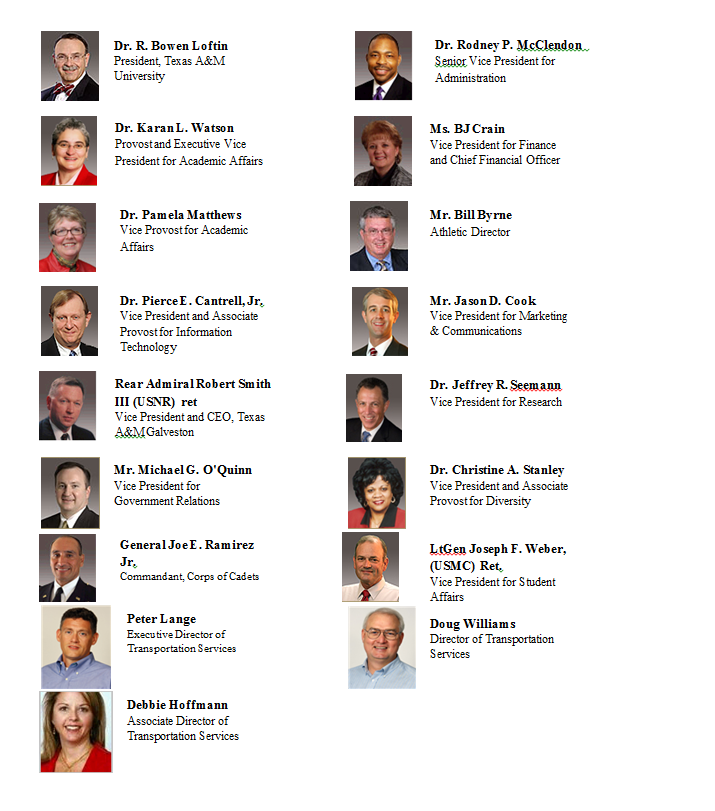 Dr. R. Bowen Loftin
President, Texas A&M
University
Dr. Rodney P. McClendon
Senior Vice President for
Administration
Dr. Karan L. Watson
Provost and Executive Vice
President for Academic Affairs
Ms. BJ Crain
Vice President for Finance
and Chief Financial Officer
Dr. Pamela Matthews
Vice Provost for Academic
Affairs
Mr. Bill Byrne
Athletic Director
Dr. Pierce E. Cantrell, Jr.
Vice President and Associate
Provost for Information
Technology
Mr. Jason D. Cook
Vice President for Marketing
& Communications
Rear Admiral Robert Smith
III (USNR) ret
Vice President and CEO, Texas
A&M Galveston
Dr. Jeffrey R. Seemann
Vice President for Research
Mr. Michael G. O'Quinn
Vice President for
Government Relations
Dr. Christine A. Stanley
Vice President and Associate
Provost for Diversity
General Joe E. Ramirez
Jr.
Commandant, Corps of Cadets
LtGen Joseph F. Weber,
(USMC) Ret.
Vice President for Student
Affairs
Peter Lange
Executive Director of
Transportation Services
Doug Williams
Director of Transportation
Services
Debbie Hoffmann
Associate Director of
Transportation Services